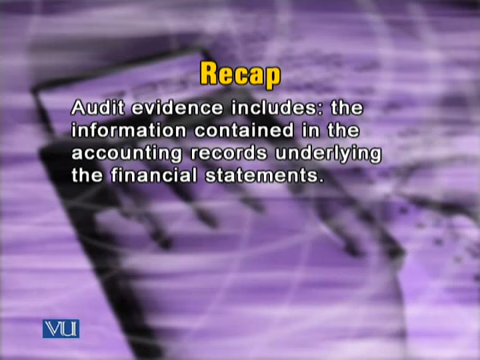 Recap
Audit evidence includes: the
information contained in the
accounting records underlying
the financial statements.
VU